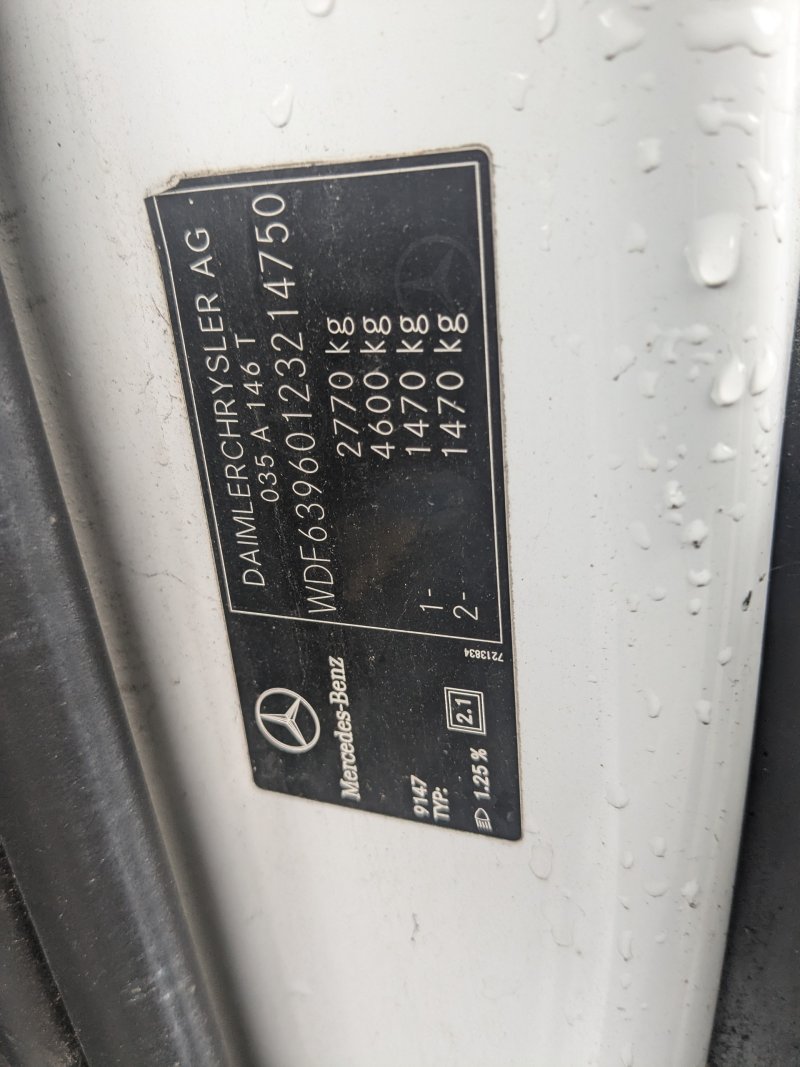 Mercedes-Benz
9147
TYP:
1.25 %
2.1
7213834
DAIMLERCHRYSLER AG
035 A 146 T
WDF63960123214750
2770 kg
4600 kg
1- 1470 kg
2- 1470 kg